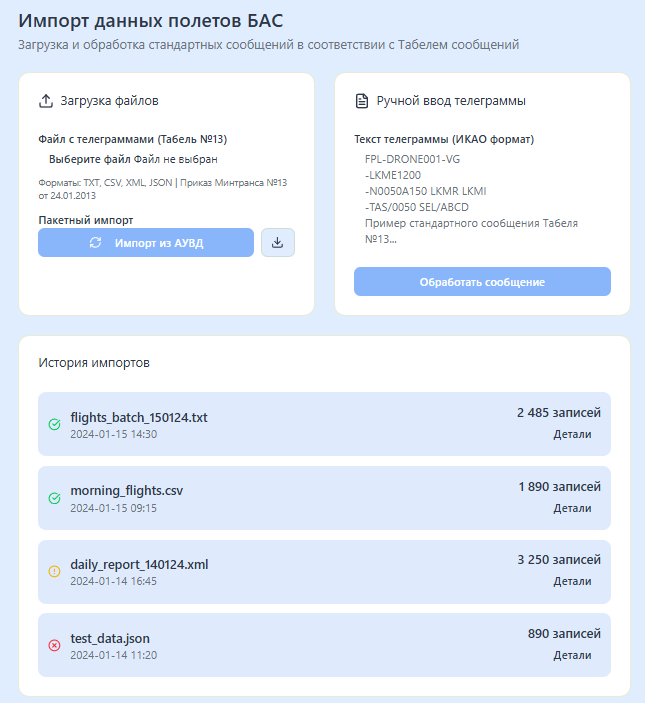 Импорт данных полетов БАС
Загрузка и обработка стандартных сообщений в соответствии с Табелем сообщений
Загрузка файлов
Файл с телеграммами (Табель №13)
Выберите файл Файл не выбран
Форматы: TXT, CSV, XML, JSON | Приказ Минтранса №13
от 24.01.2013
Пакетный импорт
Импорт из АУВД
Ручной ввод телеграммы
Текст телеграммы (ИКАО формат)
FPL-DRONE001-VG
-LKME1200
-N0050A150 LKMR LKMI
-TAS/0050 SEL/ABCD
Пример стандартного сообщения Табеля
№13...
Обработать сообщение
История импортов
flights_batch_150124.txt
2024-01-15 14:30
2 485 записей
Детали
morning_flights.csv
2024-01-15 09:15
1 890 записей
Детали
daily_report_140124.xml
2024-01-14 16:45
3 250 записей
Детали
test_data.json
2024-01-14 11:20
890 записей
Детали